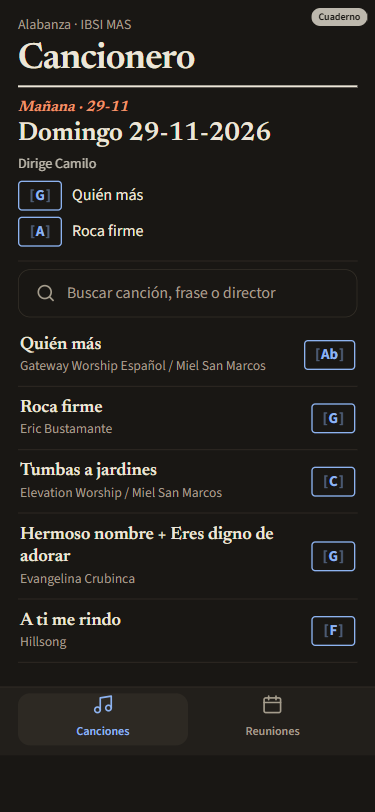 Alabanza · IBSI MAS
Cuaderno
Cancionero
Mañana · 29-11
Domingo 29-11-2026
Dirige Camilo
[G] Quién más
[A] Roca firme
Buscar canción, frase o director
Quién más
Gateway Worship Español / Miel San Marcos
[Ab]
Roca firme
Eric Bustamante
[G]
Tumbas a jardines
Elevation Worship / Miel San Marcos
[C]
Hermoso nombre + Eres digno de
adorar
Evangelina Crubinca
[G]
A ti me rindo
Hillsong
[F]
Canciones
Reuniones